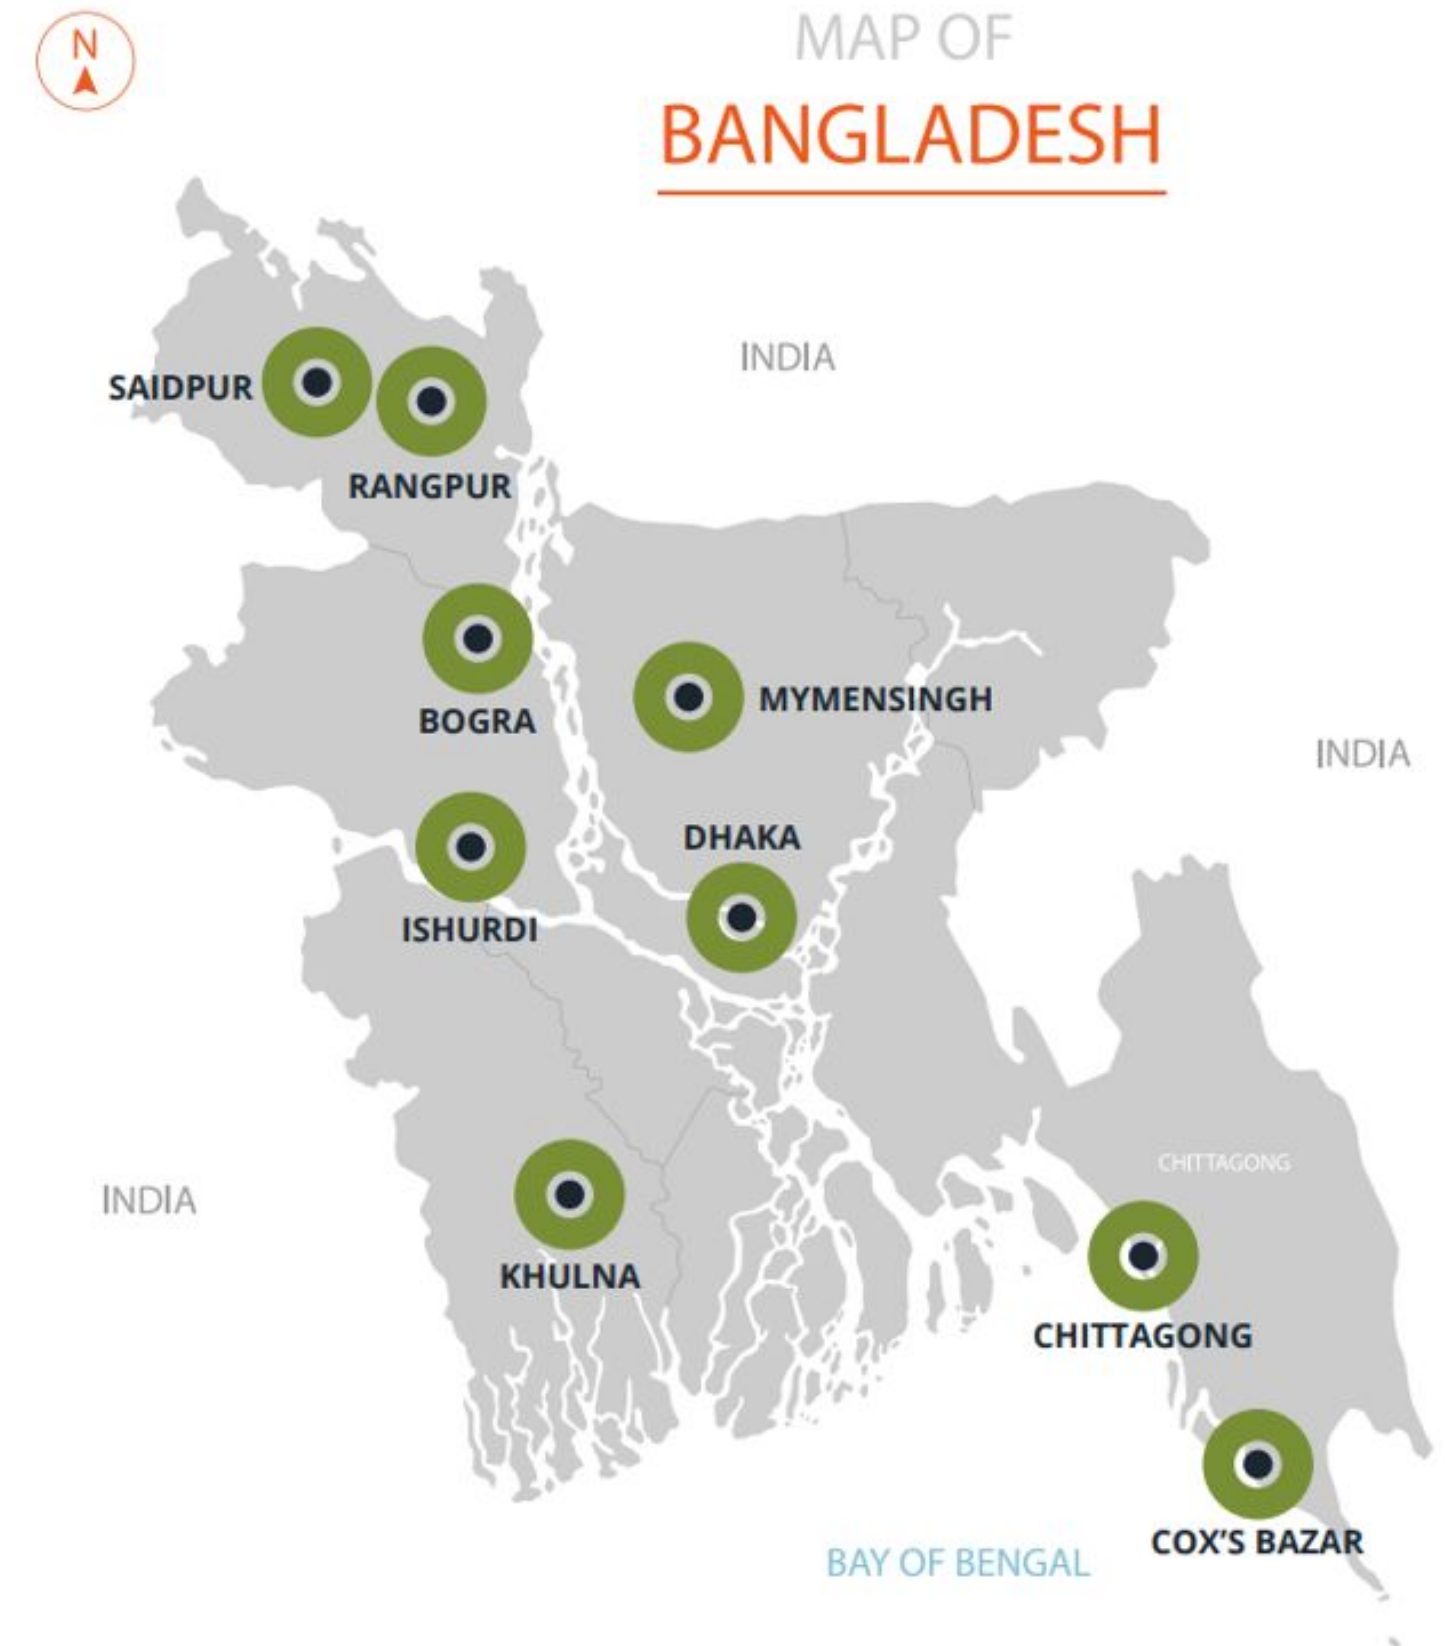 N
MAP OF
BANGLADESH
INDIA
SAIDPUR
RANGPUR
BOGRA
MYMENSINGH
INDIA
DHAKA
ISHURDI
CHITTAGONG
INDIA
KHULNA
CHITTAGONG
COX'S BAZAR
BAY OF BENGAL